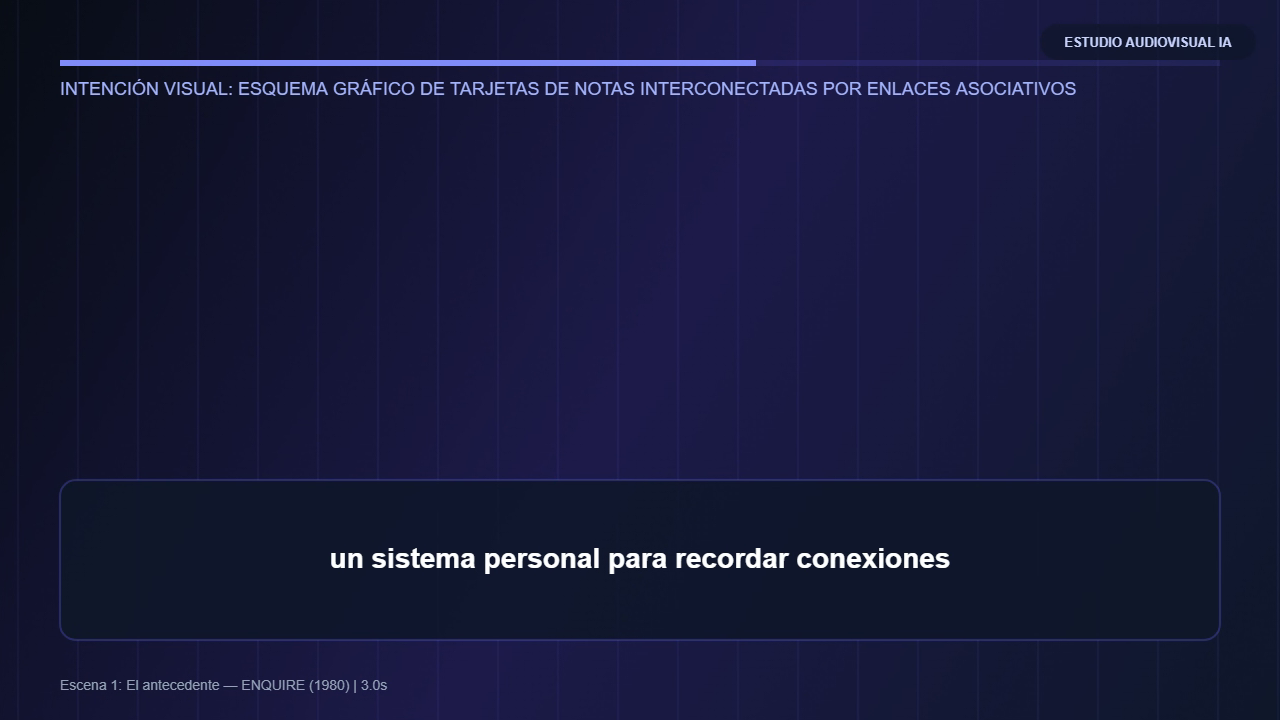 ESTUDIO AUDIOVISUAL IA
INTENCIÓN VISUAL: ESQUEMA GRÁFICO DE TARJETAS DE NOTAS INTERCONECTADAS POR ENLACES ASOCIATIVOS
un sistema personal para recordar conexiones
Escena 1: El antecedente — ENQUIRE (1980) | 3.0s